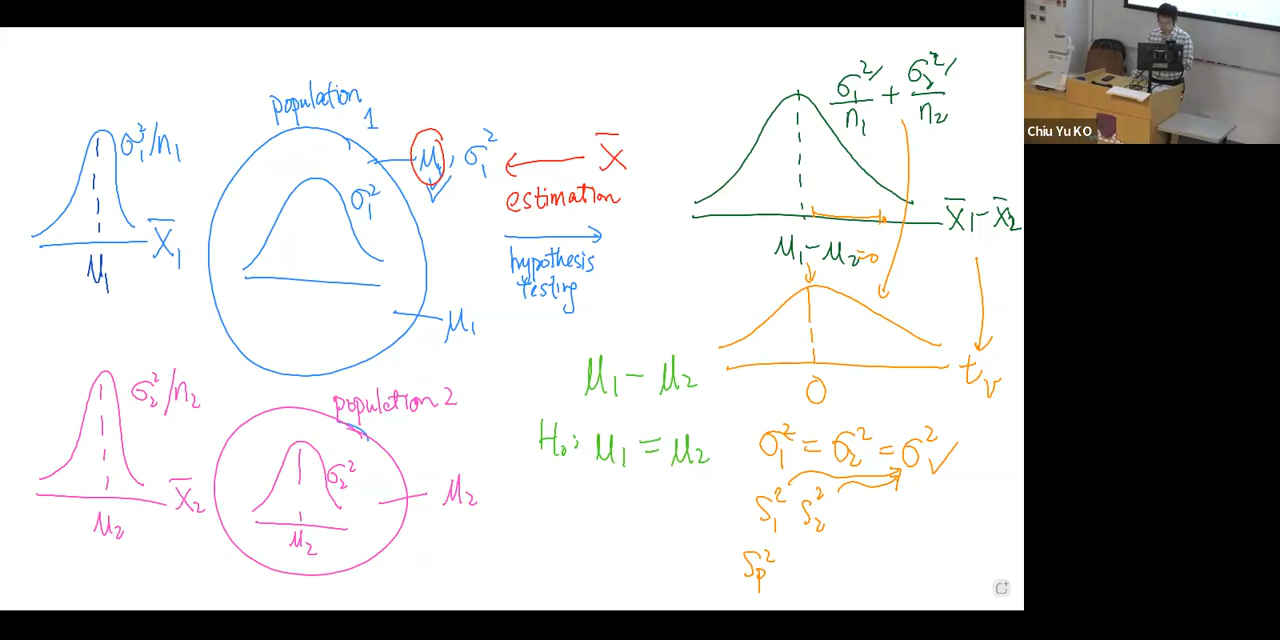 population 1
σ₁²/n₁
X̄₁
μ₁
σ₁²
μ₁, σ₁²
X̄
estimation
hypothesis testing
μ₁
σ₂²/n₂
X̄₂
μ₂
population 2
σ₂²
μ₂
μ₂
μ₁ − μ₂
H₀: μ₁ = μ₂
σ₁²/n₁ + σ₂²/n₂
X̄₁ − X̄₂
μ₁ − μ₂ = 0
0
tᵥ
σ₁² = σ₂² = σ²
S₁² S₂²
Sₚ²
Chiu Yu KO